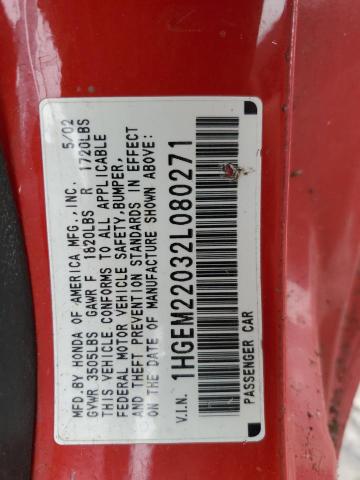 MFD.BY HONDA OF AMERICA MFG.,INC. 5/02
GVWR 3505LBS GAWR F 1820LBS R 1720LBS
THIS VEHICLE CONFORMS TO ALL APPLICABLE
FEDERAL MOTOR VEHICLE SAFETY,BUMPER,
AND THEFT PREVENTION STANDARDS IN EFFECT
ON THE DATE OF MANUFACTURE SHOWN ABOVE:
V.I.N. 1HGEM22032L080271
PASSENGER CAR